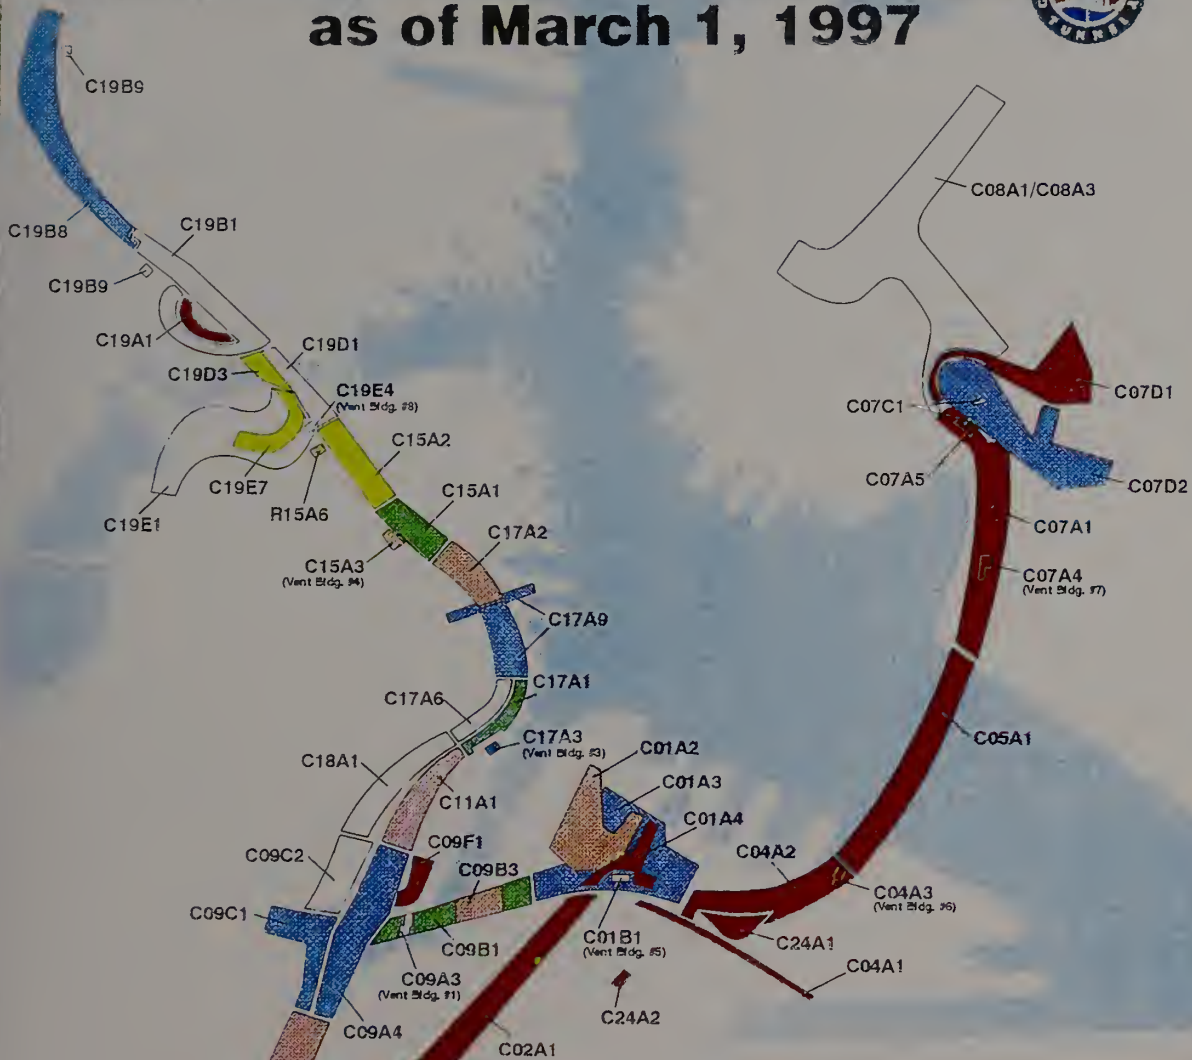 as of March 1, 1997
TUNNEL
C19B9
C08A1/C08A3
C19B8
C19B1
C19B9
C19A1
C19D1
C19D3
C19E4
(Vent Bldg. #8)
C07D1
C07C1
C15A2
C07A5
C19E7
C15A1
C07D2
R15A6
C19E1
C17A2
C07A1
C15A3
(Vent Bldg. #4)
C07A4
(Vent Bldg. #7)
C17A9
C17A1
C17A6
C17A3
(Vent Bldg. #3)
C01A2
C05A1
C18A1
C01A3
C11A1
C01A4
C09F1
C04A2
C09C2
C09B3
C04A3
(Vent Bldg. #6)
C09C1
C01B1
(Vent Bldg. #5)
C24A1
C09B1
C04A1
C09A3
(Vent Bldg. #1)
C24A2
C09A4
C02A1